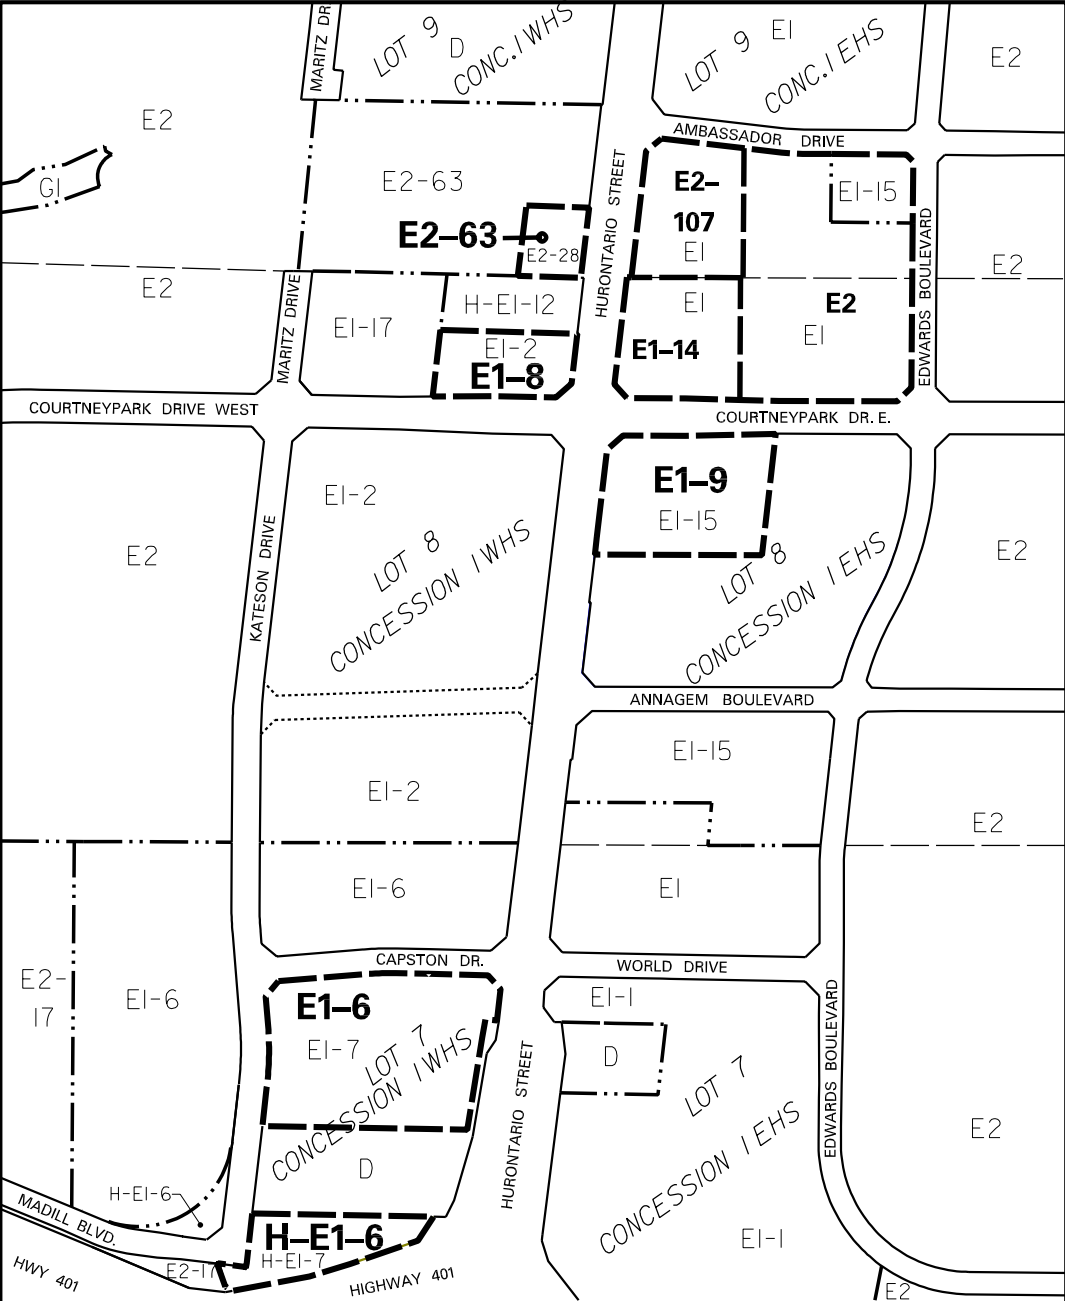 MARITZ DR.
LOT 9
D
CONC. I WHS
LOT 9
E1
CONC. I EHS
E2
E2
AMBASSADOR DRIVE
G1
E2-63
HURONTARIO STREET
E2–
107
E1
E1-15
E2–63
E2-28
EDWARDS BOULEVARD
E2
E2
MARITZ DRIVE
E1-17
H-E1-12
E1-2
E1–8
E1
E1–14
E2
E1
COURTNEYPARK DRIVE WEST
COURTNEYPARK DR. E.
E1-2
E1–9
E1-15
E2
KATESON DRIVE
LOT 8
CONCESSION I WHS
LOT 8
CONCESSION I EHS
E2
ANNAGEM BOULEVARD
E1-15
E1-2
E2
E1-6
E1
CAPSTON DR.
WORLD DRIVE
E2-
17
E1-6
E1–6
E1-7
LOT 7
CONCESSION I WHS
E1-1
D
HURONTARIO STREET
LOT 7
CONCESSION I EHS
EDWARDS BOULEVARD
E2
D
H-E1-6
MADILL BLVD.
H–E1–6
H-E1-7
E2-17
HWY 401
HIGHWAY 401
E1-1
E2